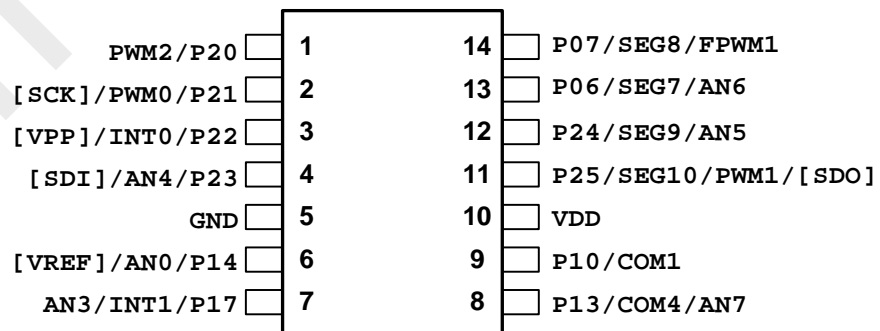 PWM2/P20 1 14 P07/SEG8/FPWM1
[SCK]/PWM0/P21 2 13 P06/SEG7/AN6
[VPP]/INT0/P22 3 12 P24/SEG9/AN5
[SDI]/AN4/P23 4 11 P25/SEG10/PWM1/[SDO]
GND 5 10 VDD
[VREF]/AN0/P14 6 9 P10/COM1
AN3/INT1/P17 7 8 P13/COM4/AN7